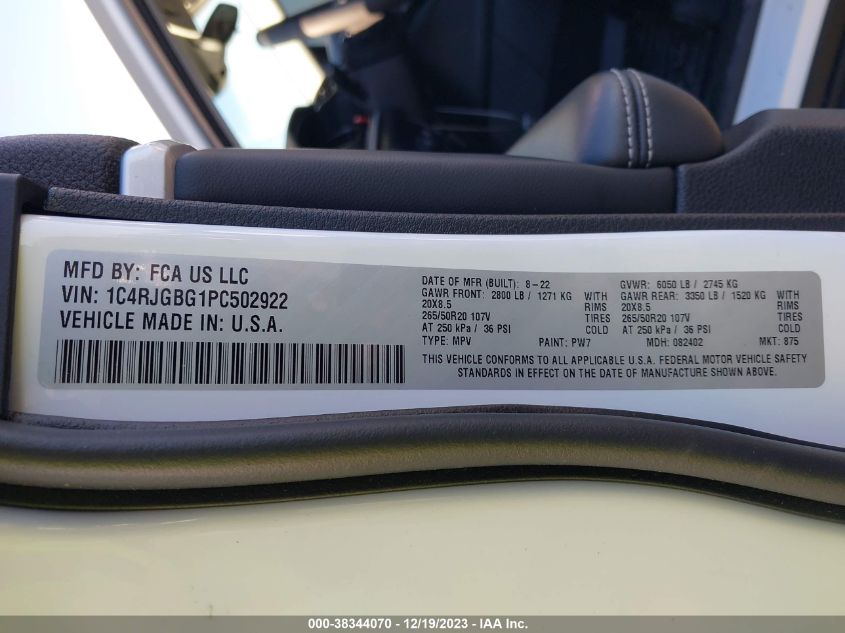 MFD BY: FCA US LLC
VIN: 1C4RJGBG1PC502922
VEHICLE MADE IN: U.S.A.
DATE OF MFR (BUILT): 8-22 GVWR: 6050 LB / 2745 KG
GAWR FRONT: 2800 LB / 1271 KG WITH GAWR REAR: 3350 LB / 1520 KG WITH
20X8.5 RIMS 20X8.5 RIMS
265/50R20 107V TIRES 265/50R20 107V TIRES
AT 250 kPa / 36 PSI COLD AT 250 kPa / 36 PSI COLD
TYPE: MPV PAINT: PW7 MDH: 082402 MKT: 875
THIS VEHICLE CONFORMS TO ALL APPLICABLE U.S.A. FEDERAL MOTOR VEHICLE SAFETY
STANDARDS IN EFFECT ON THE DATE OF MANUFACTURE SHOWN ABOVE.
000-38344070 - 12/19/2023 - IAA Inc.